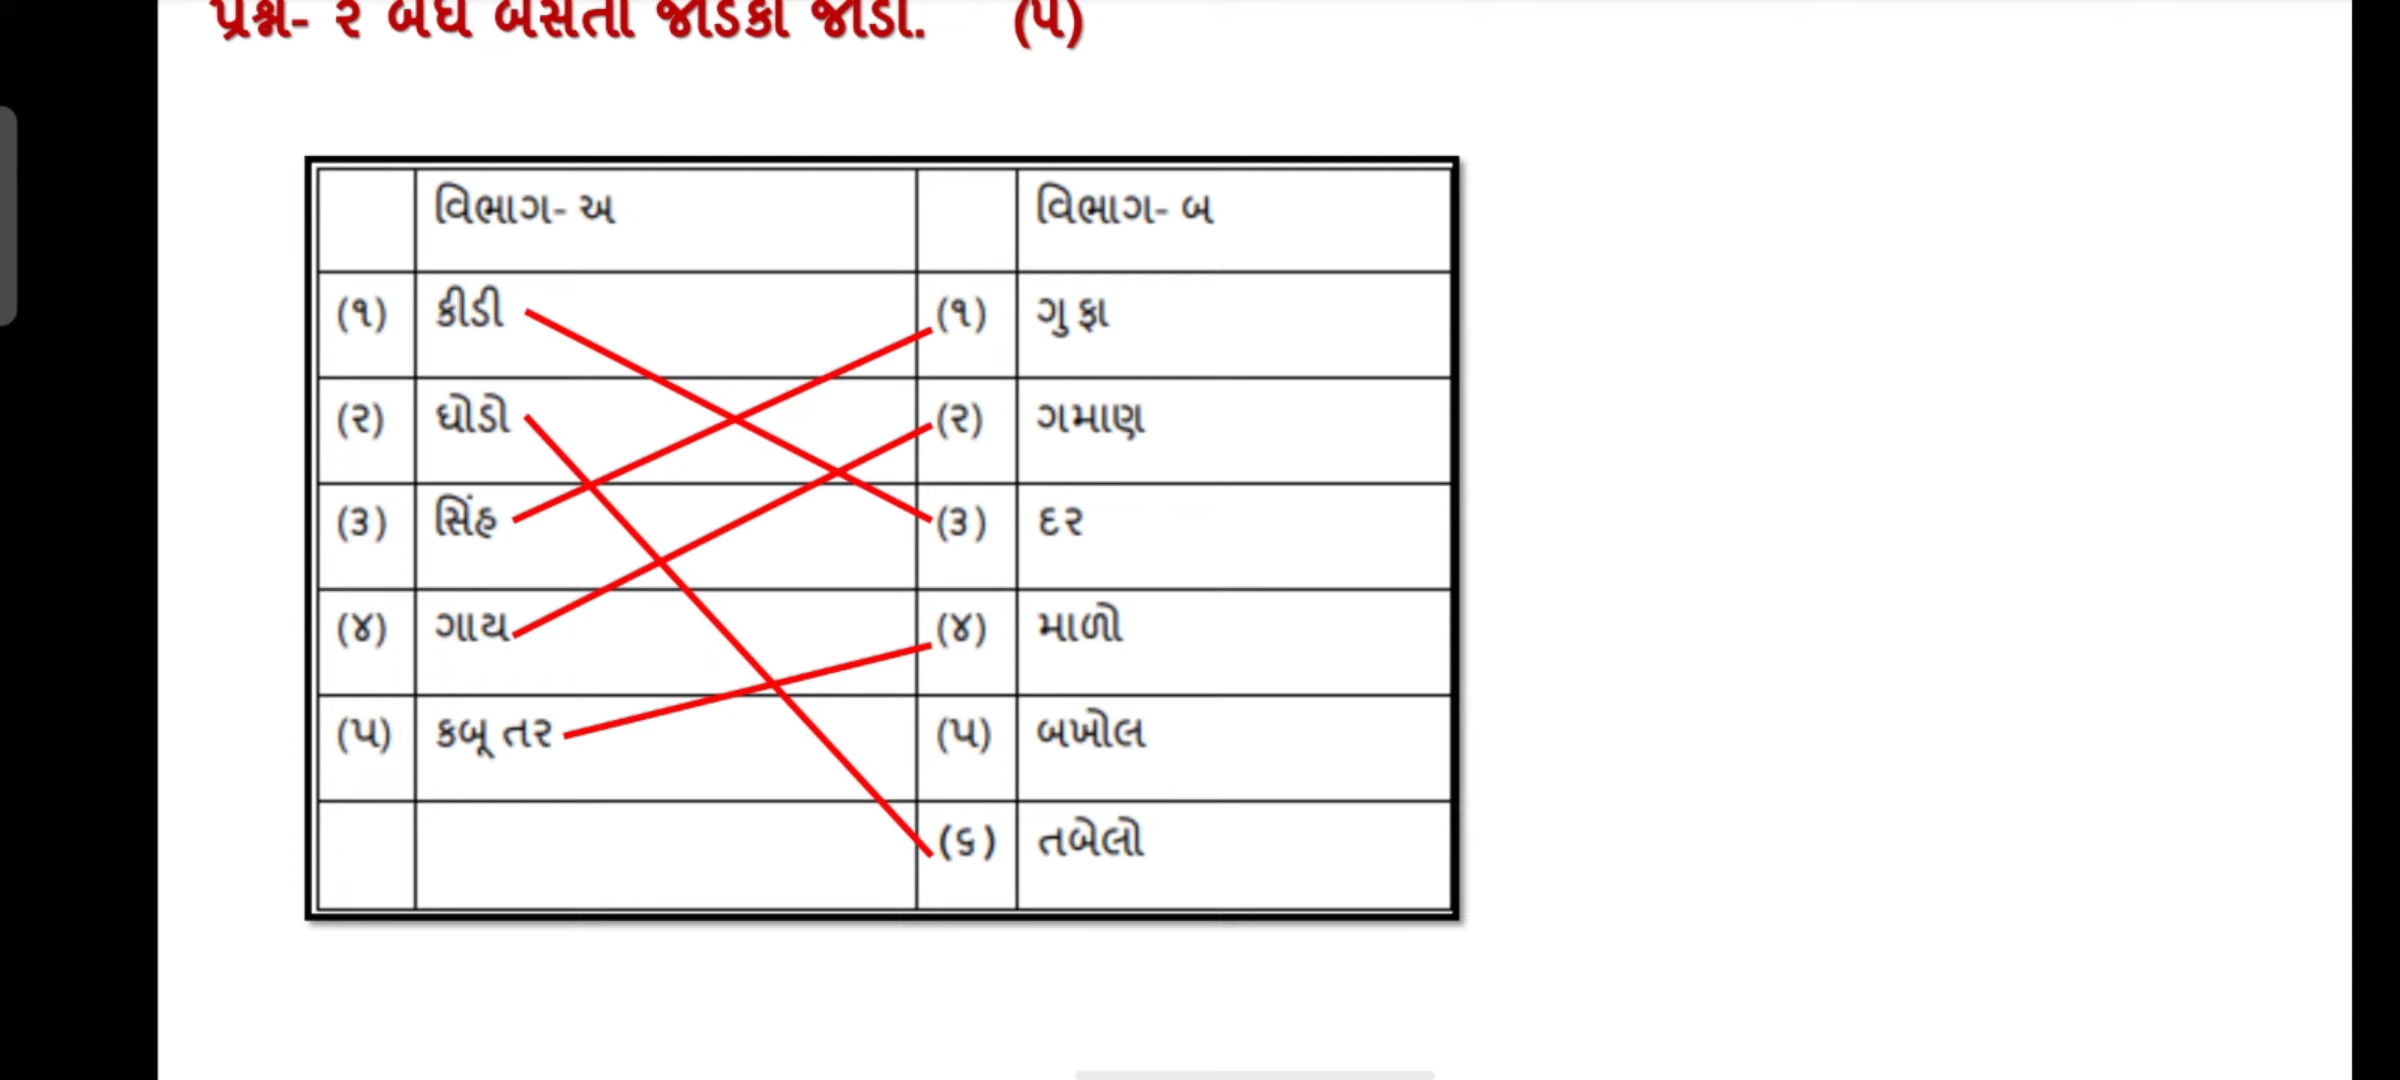 પ્રશ્ન- ૨ બંધ બેસતા જોડકા જોડો. (૫)
વિભાગ- અ વિભાગ- બ
(૧) કીડી (૧) ગુફા
(૨) ઘોડો (૨) ગમાણ
(૩) સિંહ (૩) દર
(૪) ગાય (૪) માળો
(૫) કબૂતર (૫) બખોલ
(૬) તબેલો